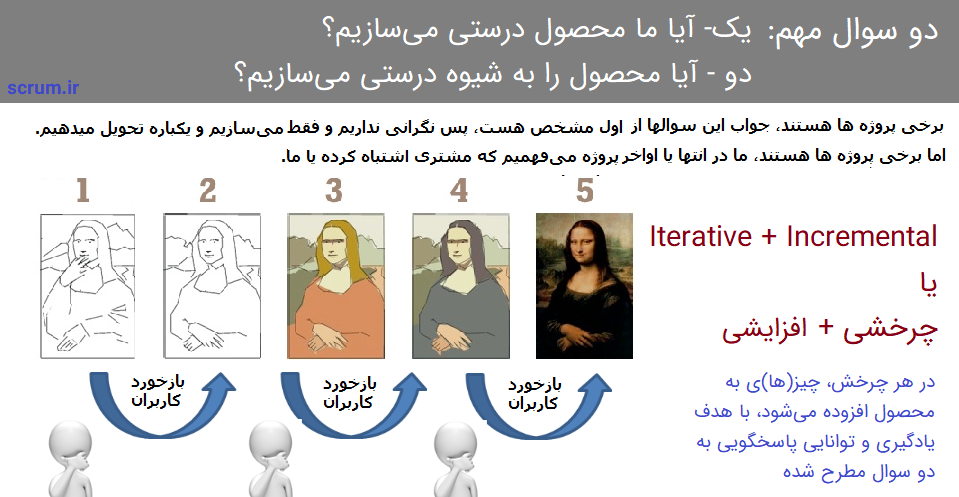 دو سوال مهم: یک- آیا ما محصول درستی می‌سازیم؟
دو - آیا محصول را به شیوه درستی می‌سازیم؟
scrum.ir
برخی پروژه ها هستند، جواب این سوالها از اول مشخص هست، پس نگرانی نداریم و فقط می‌سازیم و یکباره تحویل میدهیم.
اما برخی پروژه ها هستند، ما در انتها یا اواخر پروژه می‌فهمیم که مشتری اشتباه کرده یا ما.
1 2 3 4 5
Iterative + Incremental
یا
چرخشی + افزایشی
در هر چرخش، چیز(ها)ی به
محصول افزوده می‌شود، با هدف
یادگیری و توانایی پاسخگویی به
دو سوال مطرح شده
بازخورد
کاربران
بازخورد
کاربران
بازخورد
کاربران